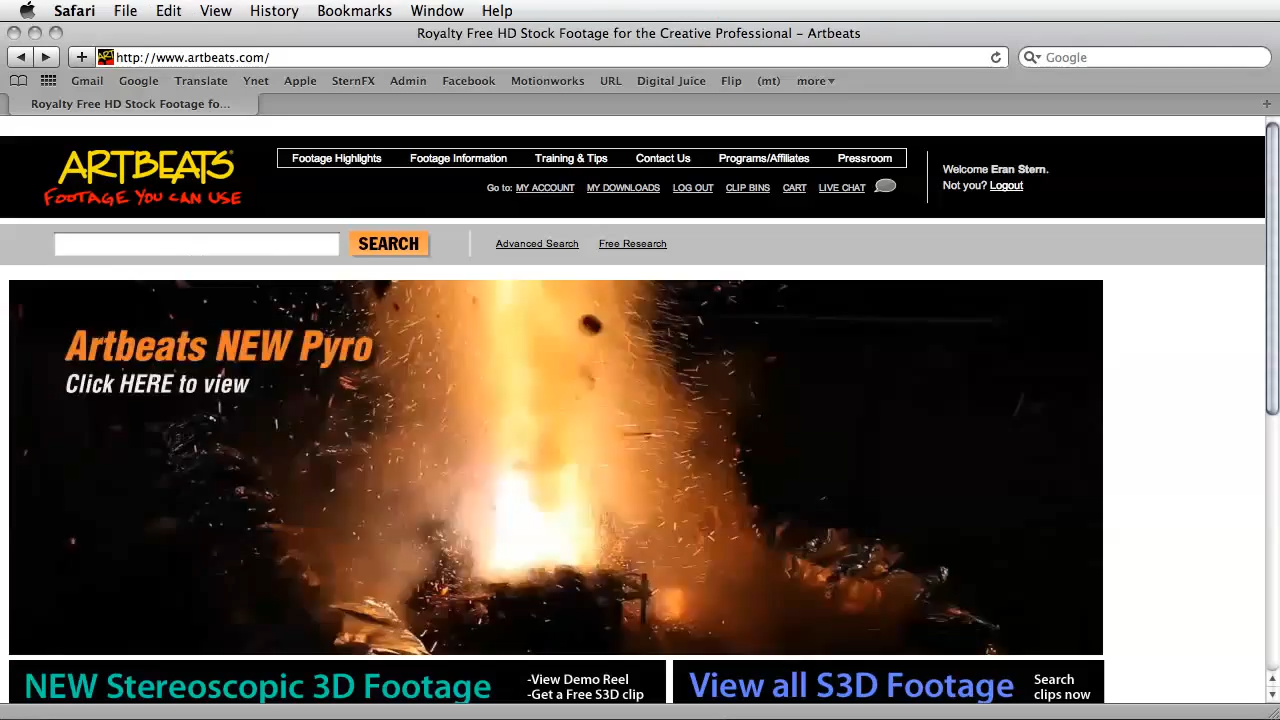 Safari File Edit View History Bookmarks Window Help
Royalty Free HD Stock Footage for the Creative Professional – Artbeats
http://www.artbeats.com/ Google
Gmail Google Translate Ynet Apple SternFX Admin Facebook Motionworks URL Digital Juice Flip (mt) more
Royalty Free HD Stock Footage fo...
ARTBEATS
FOOTAGE YOU CAN USE
Footage Highlights Footage Information Training & Tips Contact Us Programs/Affiliates Pressroom
Go to: MY ACCOUNT MY DOWNLOADS LOG OUT CLIP BINS CART LIVE CHAT
Welcome Eran Stern.
Not you? Logout
SEARCH Advanced Search Free Research
Artbeats NEW Pyro
Click HERE to view
NEW Stereoscopic 3D Footage
-View Demo Reel
-Get a Free S3D clip
View all S3D Footage
Search
clips now